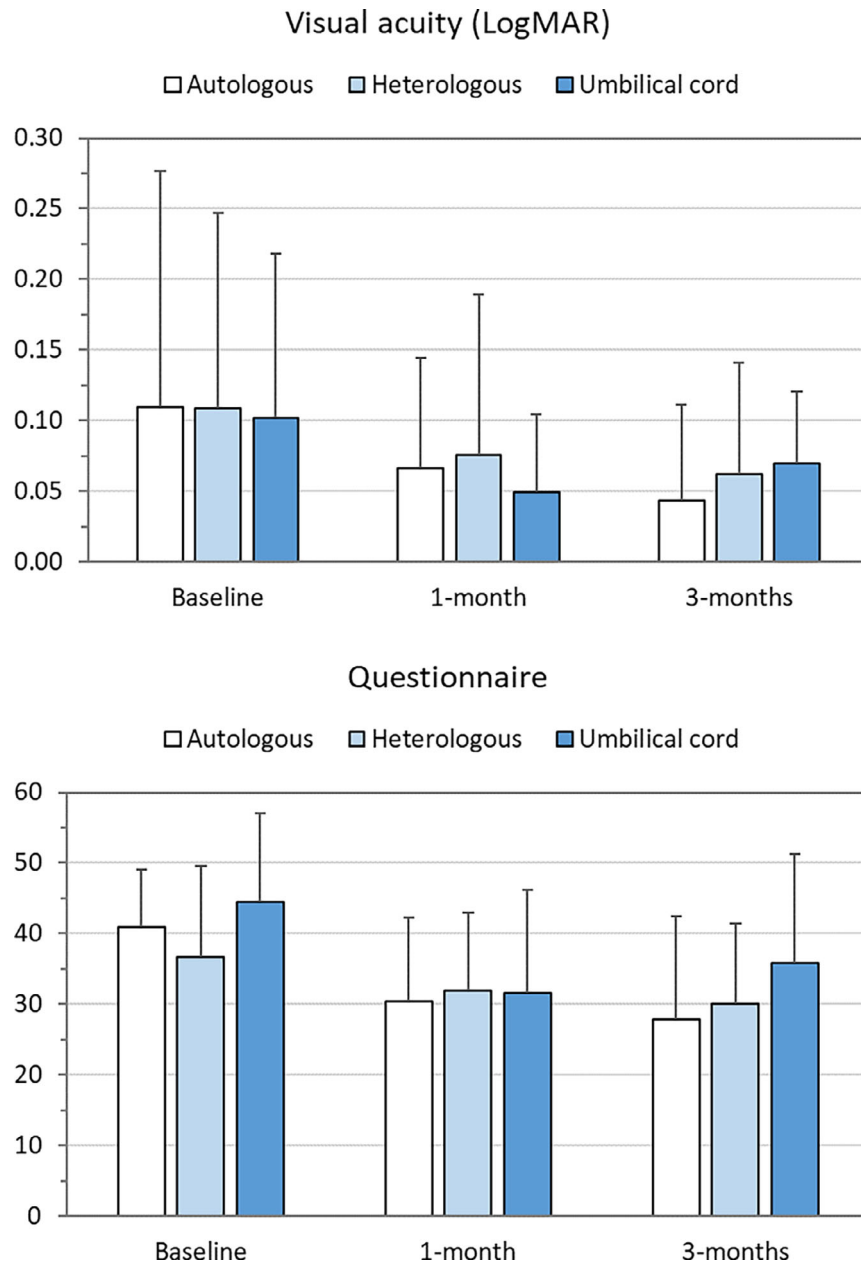 Visual acuity (LogMAR)
Autologous Heterologous Umbilical cord
0.30
0.25
0.20
0.15
0.10
0.05
0.00
Baseline 1-month 3-months
Questionnaire
Autologous Heterologous Umbilical cord
60
50
40
30
20
10
0
Baseline 1-month 3-months